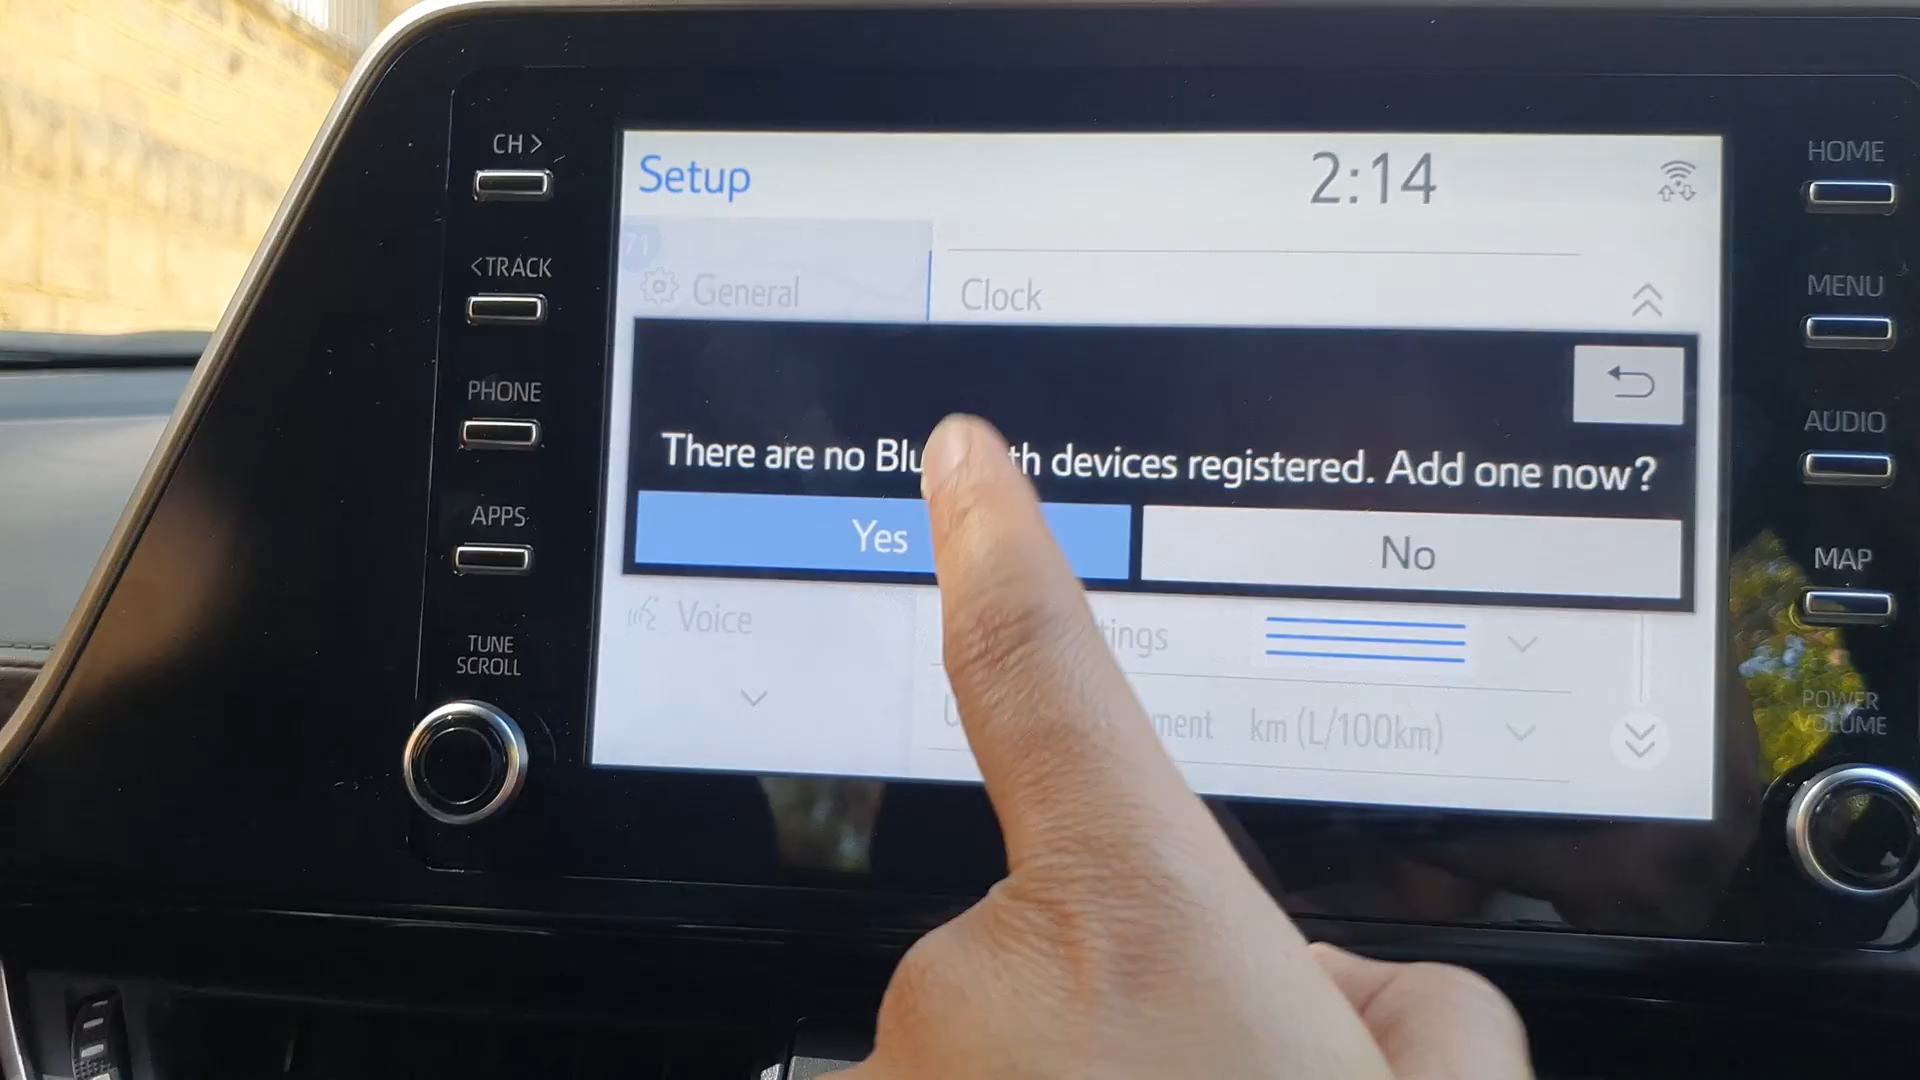 CH >
< TRACK
PHONE
APPS
TUNE
SCROLL
Setup
2:14
71
General
Clock
There are no Blu th devices registered. Add one now?
Yes
No
Voice
tings
U ment km (L/100km)
HOME
MENU
AUDIO
MAP
POWER
VOLUME